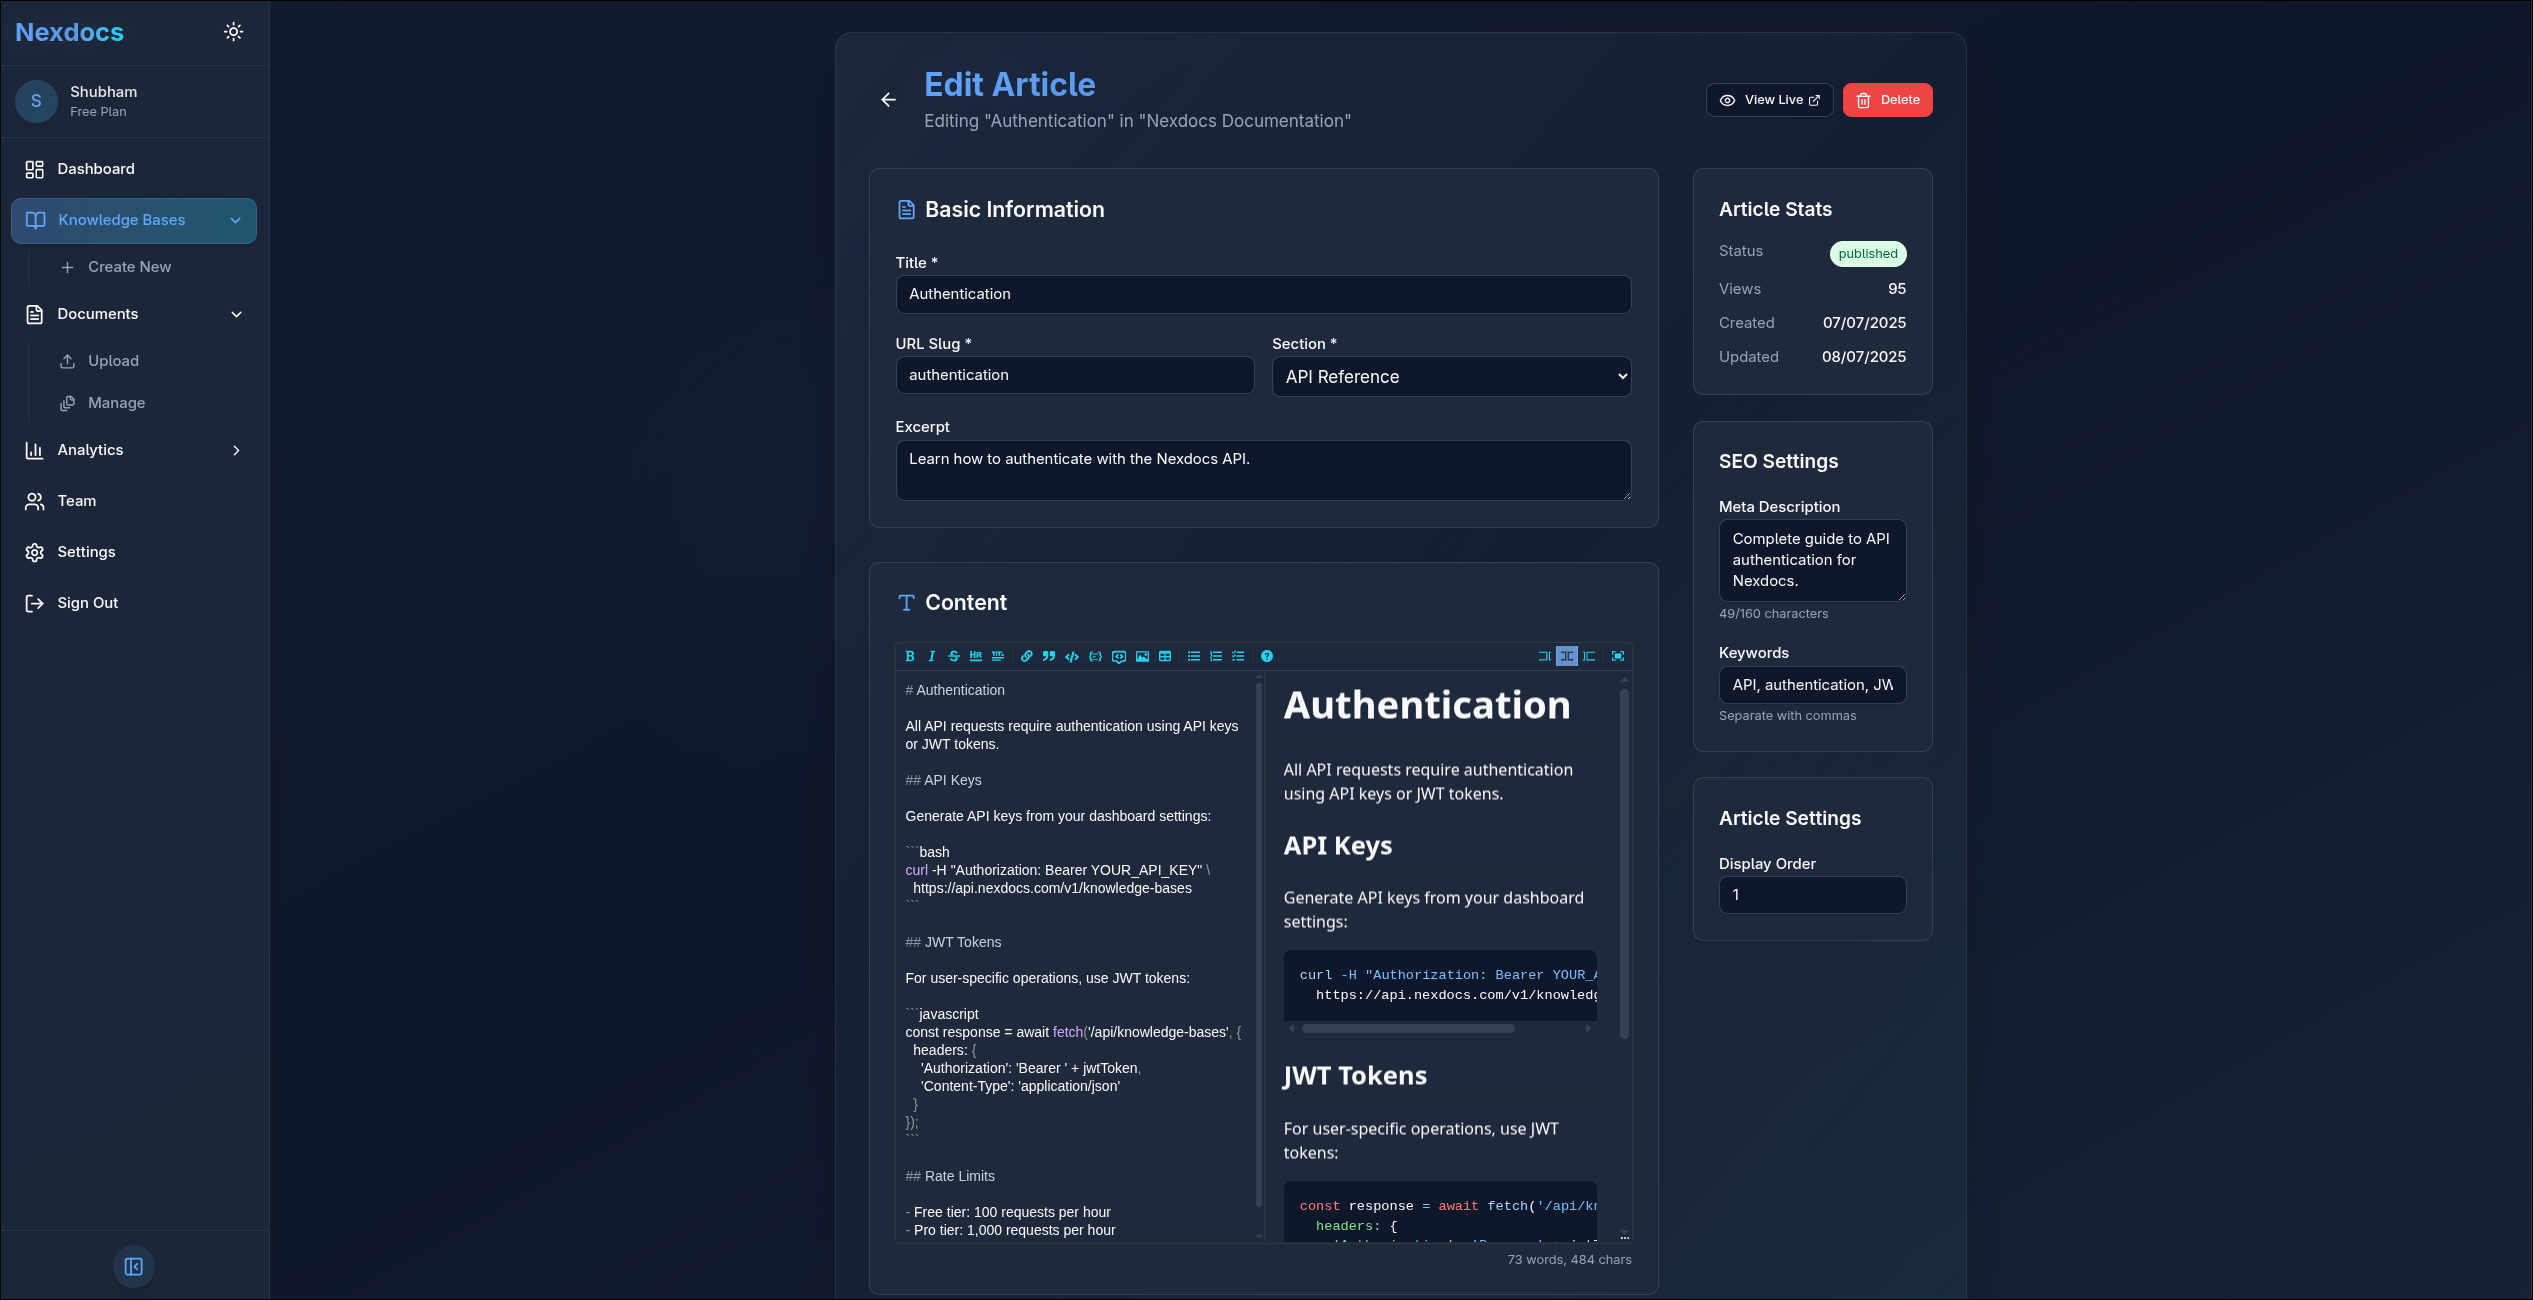 Nexdocs
S
Shubham
Free Plan
Dashboard
Knowledge Bases
Create New
Documents
Upload
Manage
Analytics
Team
Settings
Sign Out
Edit Article
Editing "Authentication" in "Nexdocs Documentation"
View Live
Delete
Basic Information
Title *
Authentication
URL Slug *
authentication
Section *
API Reference
Excerpt
Learn how to authenticate with the Nexdocs API.
Content
# Authentication
All API requests require authentication using API keys
or JWT tokens.
## API Keys
Generate API keys from your dashboard settings:
```bash
curl -H "Authorization: Bearer YOUR_API_KEY" \
https://api.nexdocs.com/v1/knowledge-bases
```
## JWT Tokens
For user-specific operations, use JWT tokens:
```javascript
const response = await fetch('/api/knowledge-bases', {
headers: {
'Authorization': 'Bearer ' + jwtToken,
'Content-Type': 'application/json'
}
});
```
## Rate Limits
- Free tier: 100 requests per hour
- Pro tier: 1,000 requests per hour
Authentication
All API requests require authentication
using API keys or JWT tokens.
API Keys
Generate API keys from your dashboard
settings:
curl -H "Authorization: Bearer YOUR_A
https://api.nexdocs.com/v1/knowledg
JWT Tokens
For user-specific operations, use JWT
tokens:
const response = await fetch('/api/kn
headers: {
73 words, 484 chars
Article Stats
Status
published
Views
95
Created
07/07/2025
Updated
08/07/2025
SEO Settings
Meta Description
Complete guide to API
authentication for
Nexdocs.
49/160 characters
Keywords
API, authentication, JW
Separate with commas
Article Settings
Display Order
1